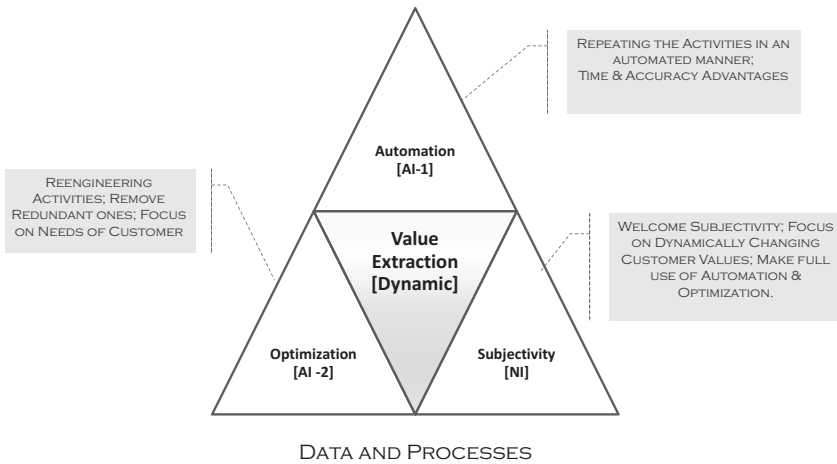 REPEATING THE ACTIVITIES IN AN
AUTOMATED MANNER;
TIME & ACCURACY ADVANTAGES
Automation
[AI-1]
REENGINEERING
ACTIVITIES; REMOVE
REDUNDANT ONES; FOCUS
ON NEEDS OF CUSTOMER
Value
Extraction
[Dynamic]
WELCOME SUBJECTIVITY; FOCUS
ON DYNAMICALLY CHANGING
CUSTOMER VALUES; MAKE FULL
USE OF AUTOMATION &
OPTIMIZATION.
Optimization
[AI -2]
Subjectivity
[NI]
DATA AND PROCESSES